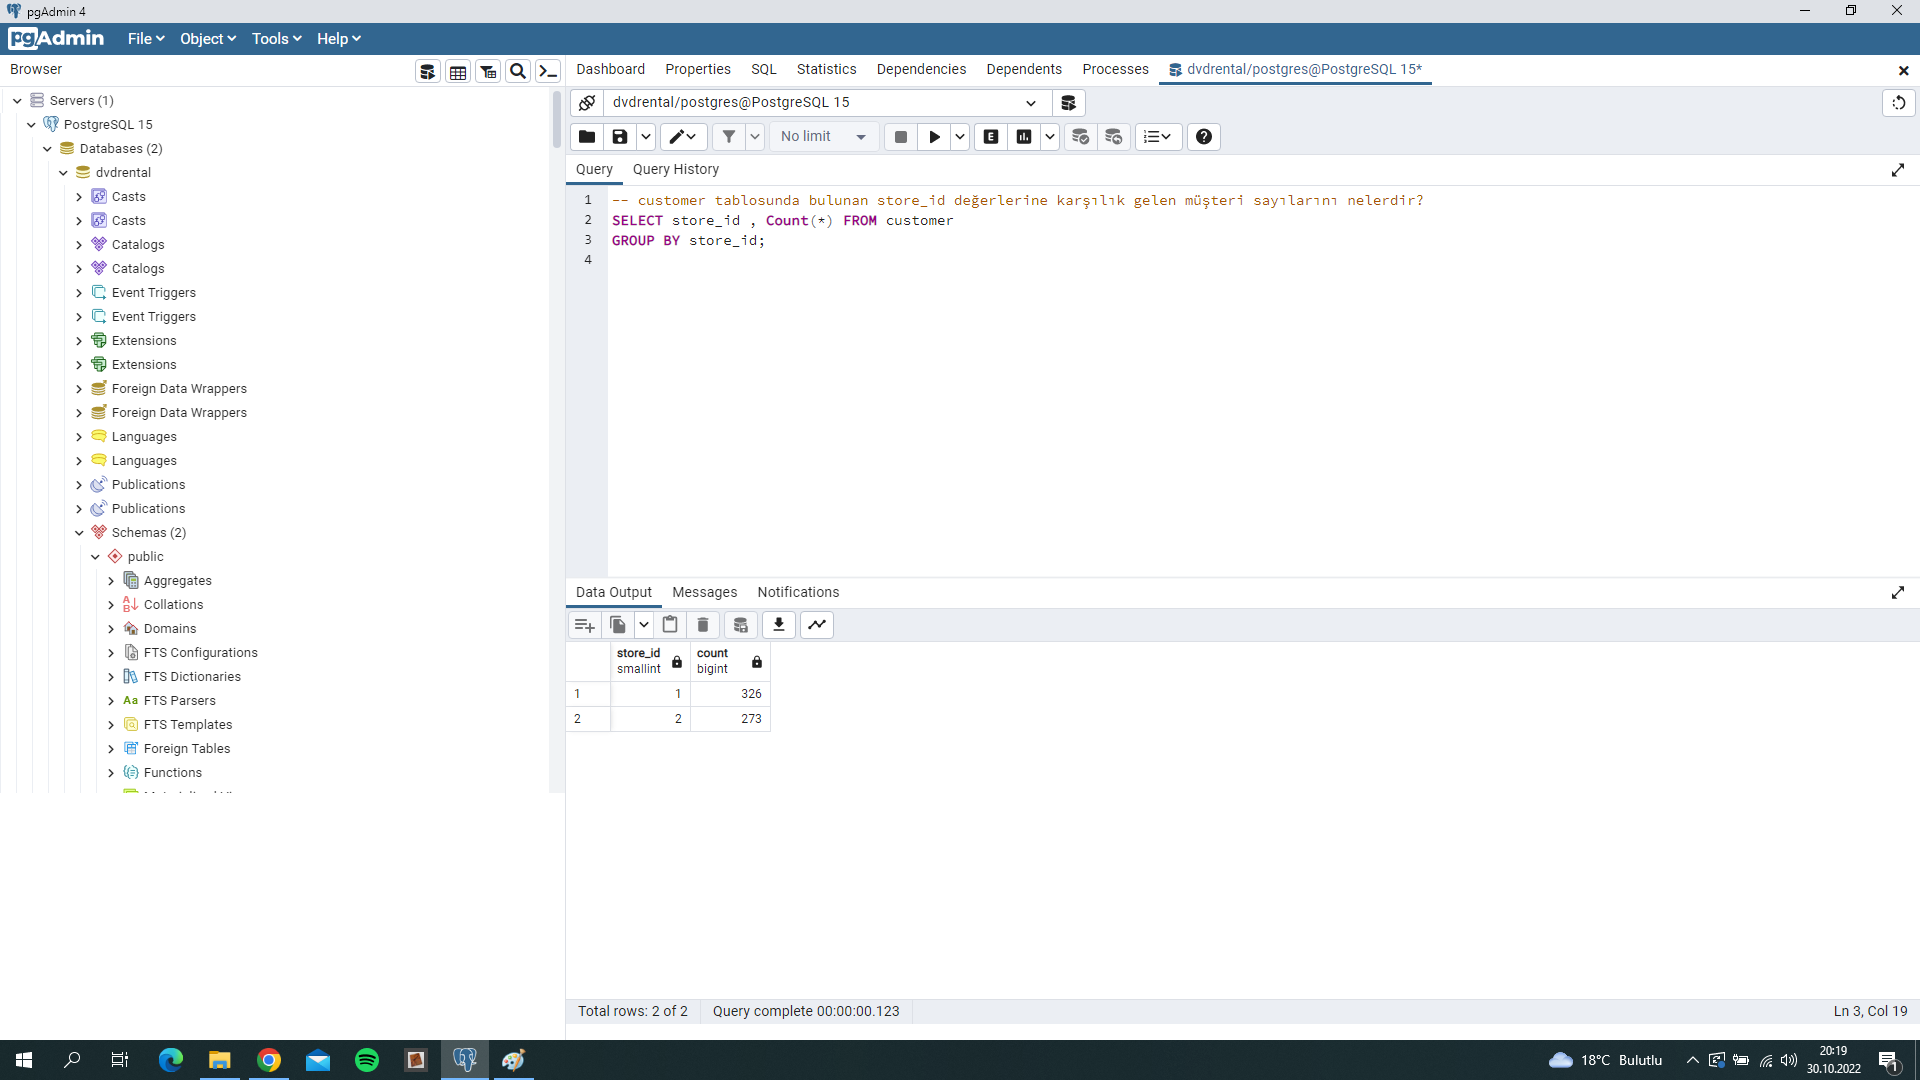 pgAdmin 4
pgAdmin File Object Tools Help
Browser
Dashboard Properties SQL Statistics Dependencies Dependents Processes dvdrental/postgres@PostgreSQL 15*
Servers (1)
PostgreSQL 15
Databases (2)
dvdrental
Casts
Casts
Catalogs
Catalogs
Event Triggers
Event Triggers
Extensions
Extensions
Foreign Data Wrappers
Foreign Data Wrappers
Languages
Languages
Publications
Publications
Schemas (2)
public
Aggregates
Collations
Domains
FTS Configurations
FTS Dictionaries
Aa FTS Parsers
FTS Templates
Foreign Tables
Functions
dvdrental/postgres@PostgreSQL 15
No limit
E
Query Query History
1 -- customer tablosunda bulunan store_id değerlerine karşılık gelen müşteri sayılarını nelerdir?
2 SELECT store_id , Count(*) FROM customer
3 GROUP BY store_id;
4
Data Output Messages Notifications
store_id count
smallint bigint
1 1 326
2 2 273
Total rows: 2 of 2 Query complete 00:00:00.123 Ln 3, Col 19
18°C Bulutlu
20:19
30.10.2022
1